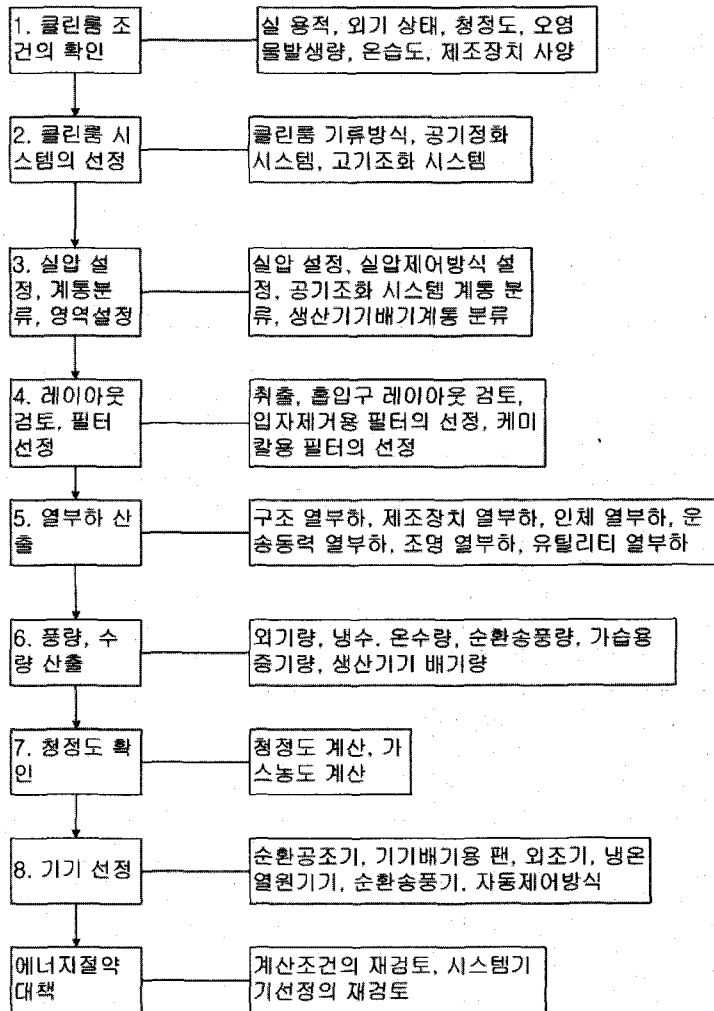 1. 클린룸 조
건의 확인
실 용적, 외기 상태, 청정도, 오염
물발생량, 온습도, 제조장치 사양
2. 클린룸 시
스템의 선정
클린룸 기류방식, 공기정화
시스템, 고기조화 시스템
3. 실압 설
정, 계통분
류, 영역설정
실압 설정, 실압제어방식 설
정, 공기조화 시스템 계통 분
류, 생산기기배기계통 분류
4. 레이아웃
검토, 필터
선정
취출, 흡입구 레이아웃 검토,
입자제거용 필터의 선정, 케미
칼용 필터의 선정
5. 열부하 산
출
구조 열부하, 제조장치 열부하, 인체 열부하, 운
송동력 열부하, 조명 열부하, 유틸리티 열부하
6. 풍량, 수
량 산출
외기량, 냉수. 온수량, 순환송풍량, 가습용
증기량, 생산기기 배기량
7. 청정도 확
인
청정도 계산, 가
스농도 계산
8. 기기 선정
순환공조기, 기기배기용 팬, 외조기, 냉온
열원기기, 순환송풍기, 자동제어방식
에너지절약
대책
계산조건의 재검토, 시스템기
기선정의 재검토